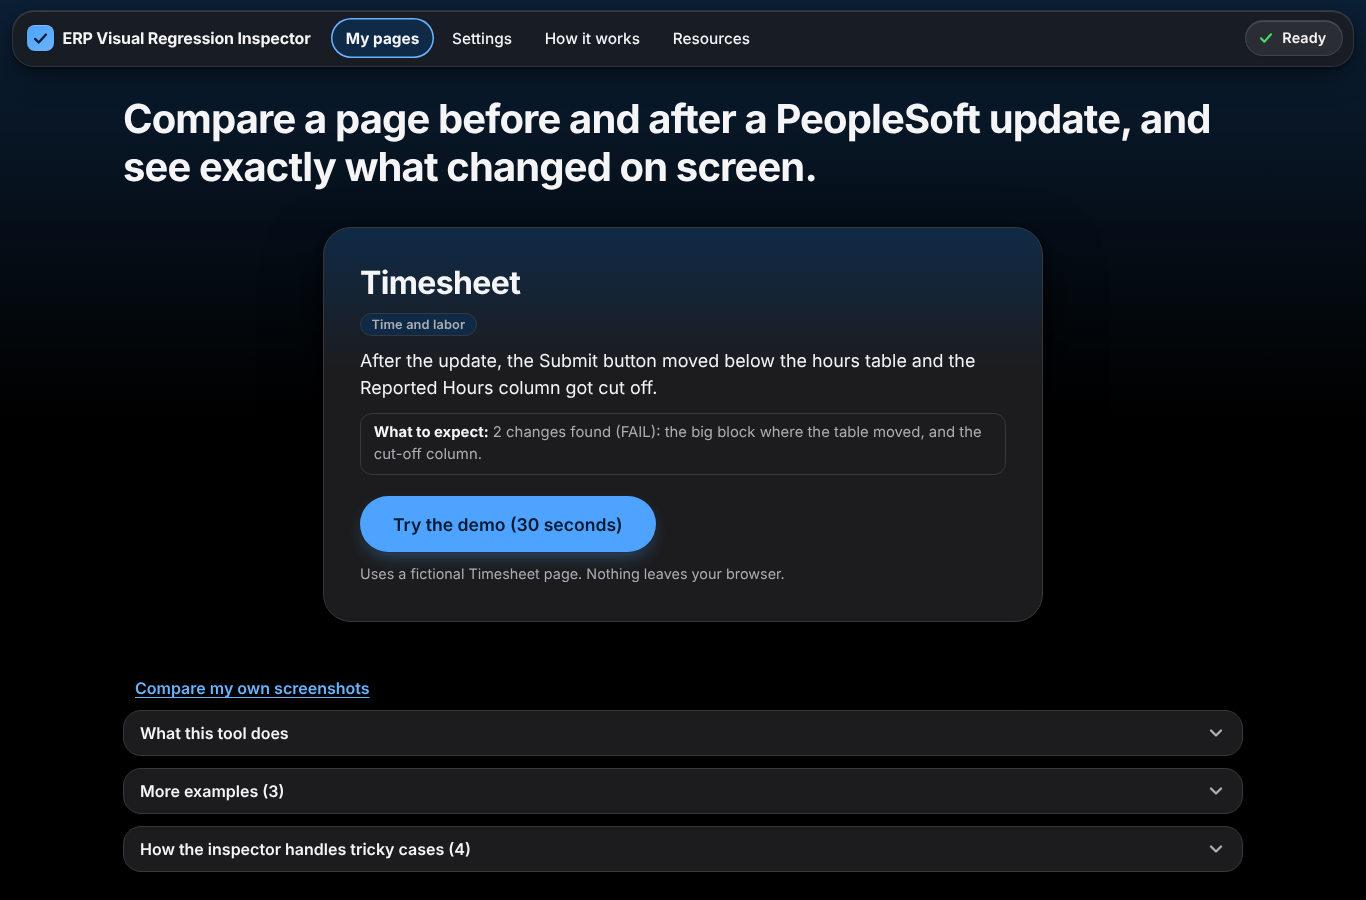 ERP Visual Regression Inspector
My pages
Settings
How it works
Resources
Ready
Compare a page before and after a PeopleSoft update, and
see exactly what changed on screen.
Timesheet
Time and labor
After the update, the Submit button moved below the hours table and the
Reported Hours column got cut off.
What to expect: 2 changes found (FAIL): the big block where the table moved, and the
cut-off column.
Try the demo (30 seconds)
Uses a fictional Timesheet page. Nothing leaves your browser.
Compare my own screenshots
What this tool does
More examples (3)
How the inspector handles tricky cases (4)